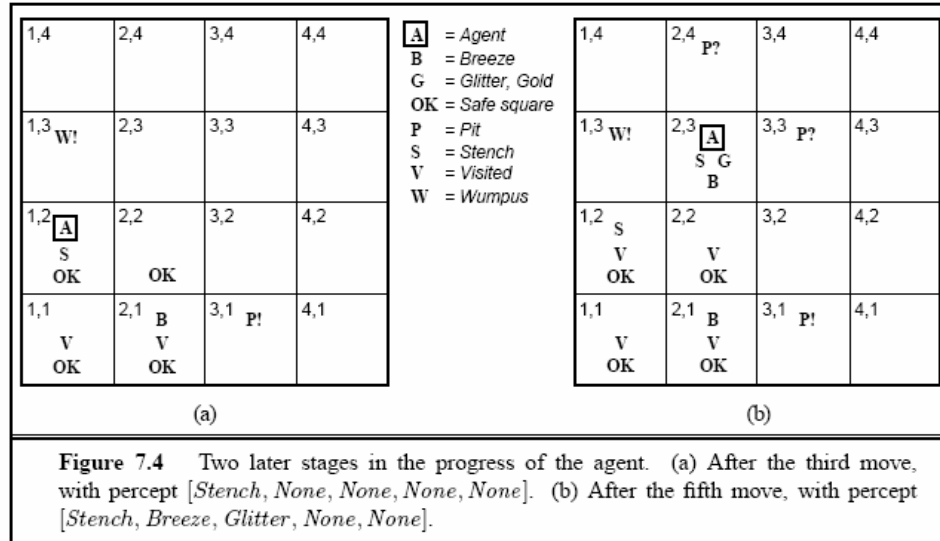 1,4 2,4 3,4 4,4
1,3 W! 2,3 3,3 4,3
1,2 A 2,2 3,2 4,2
S
OK OK
1,1 2,1 B 3,1 P! 4,1
V V
OK OK
(a)
A = Agent
B = Breeze
G = Glitter, Gold
OK = Safe square
P = Pit
S = Stench
V = Visited
W = Wumpus
1,4 2,4 P? 3,4 4,4
1,3 W! 2,3 A 3,3 P? 4,3
S G
B
1,2 S 2,2 3,2 4,2
V V
OK OK
1,1 2,1 B 3,1 P! 4,1
V V
OK OK
(b)
Figure 7.4 Two later stages in the progress of the agent. (a) After the third move,
with percept [Stench, None, None, None, None]. (b) After the fifth move, with percept
[Stench, Breeze, Glitter, None, None].